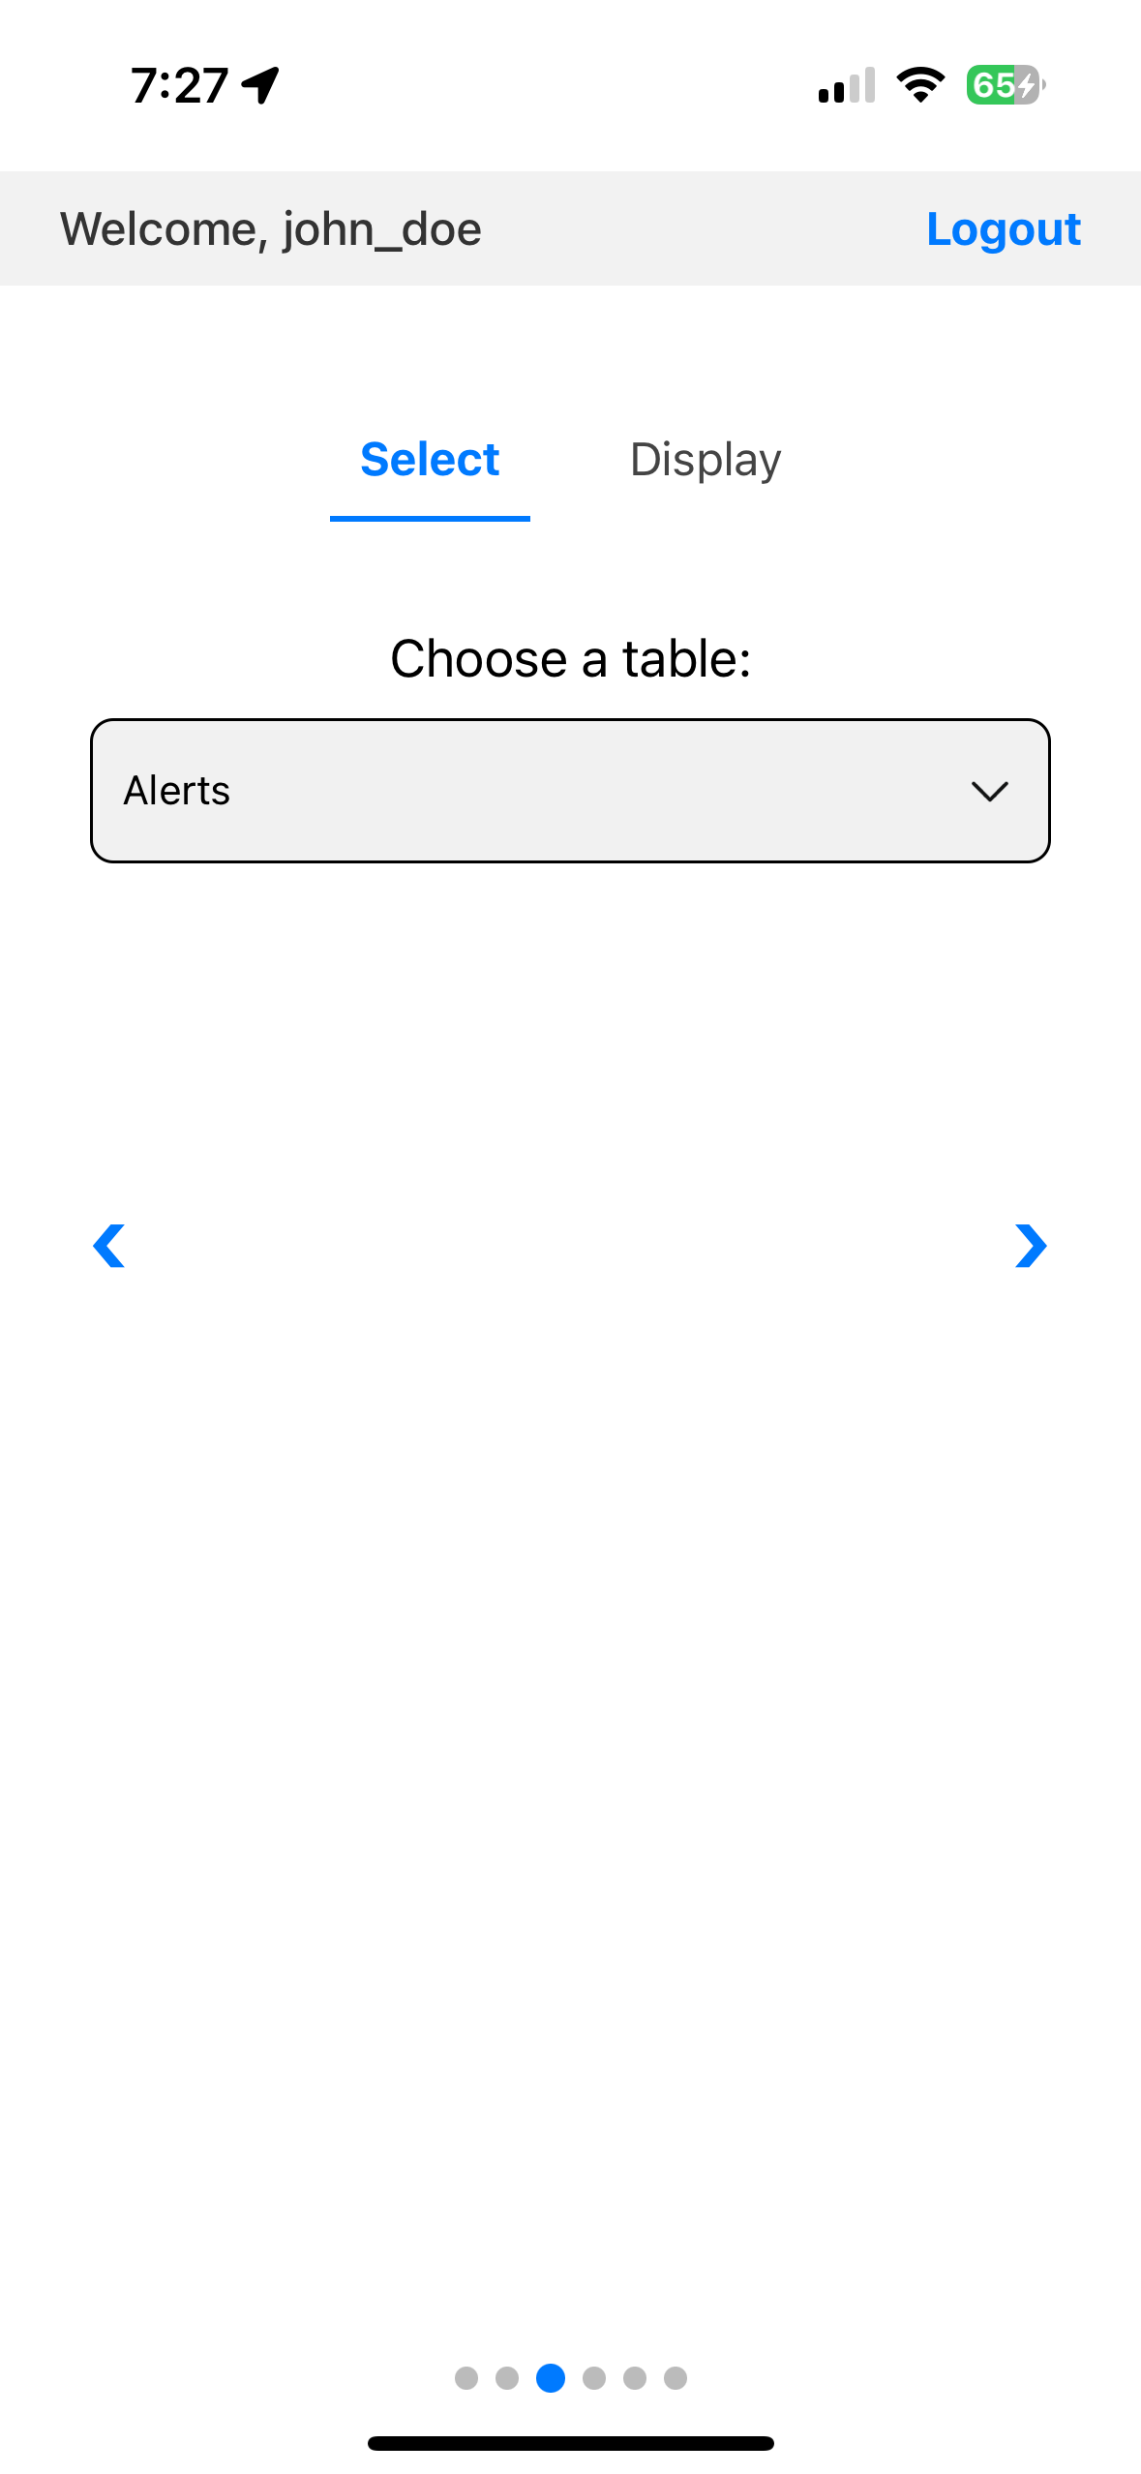 7:27
65
Welcome, john_doe
Logout
Select
Display
Choose a table:
Alerts